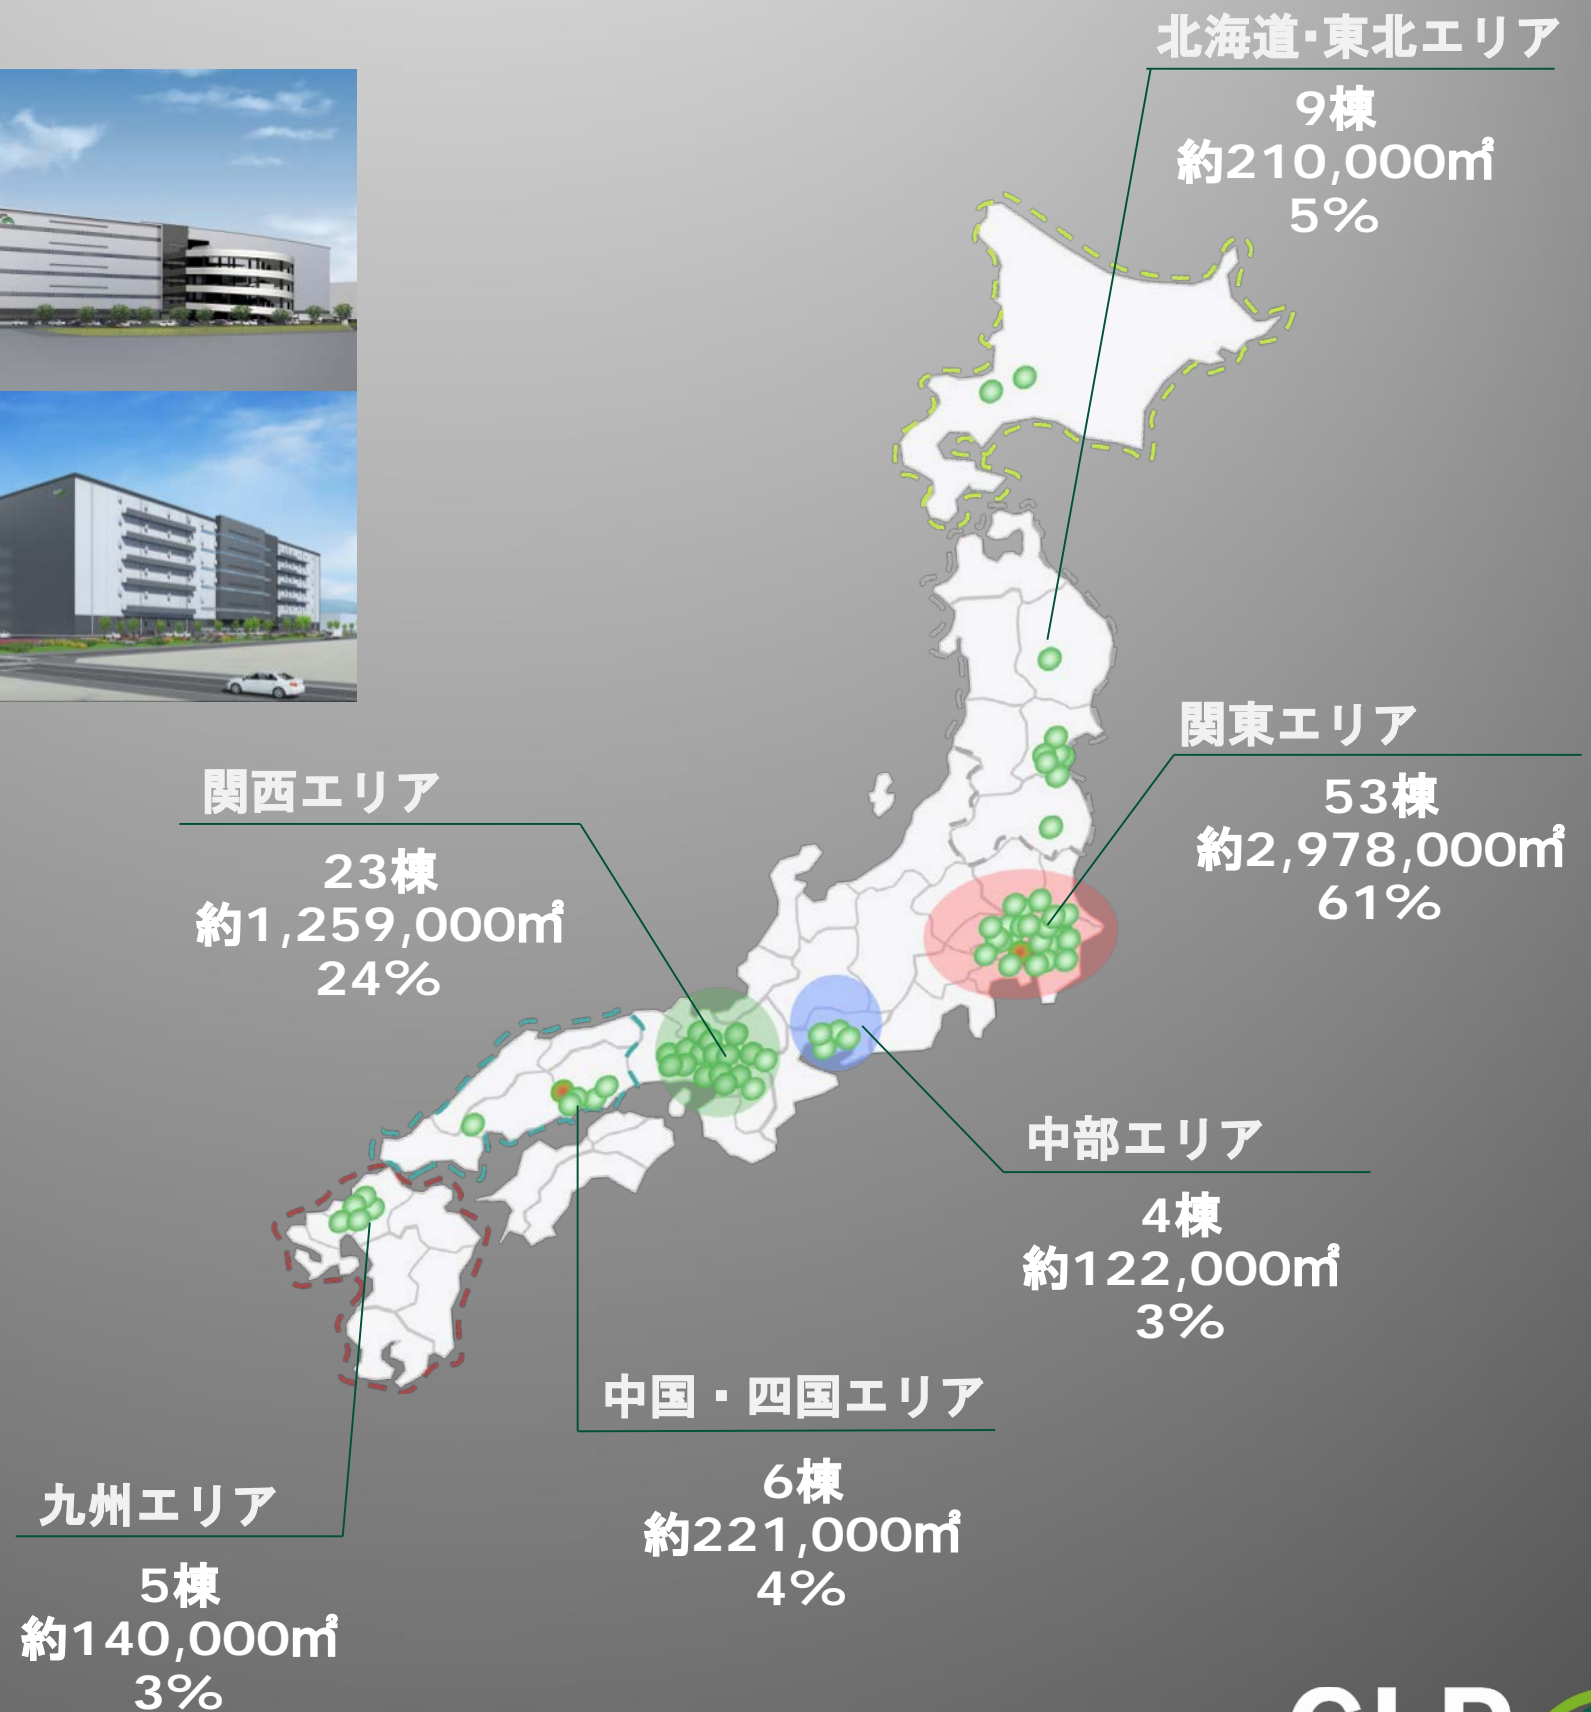 北海道・東北エリア
9棟
約210,000㎡
5%
関東エリア
53棟
約2,978,000㎡
61%
関西エリア
23棟
約1,259,000㎡
24%
中部エリア
4棟
約122,000㎡
3%
中国・四国エリア
6棟
約221,000㎡
4%
九州エリア
5棟
約140,000㎡
3%
GLP